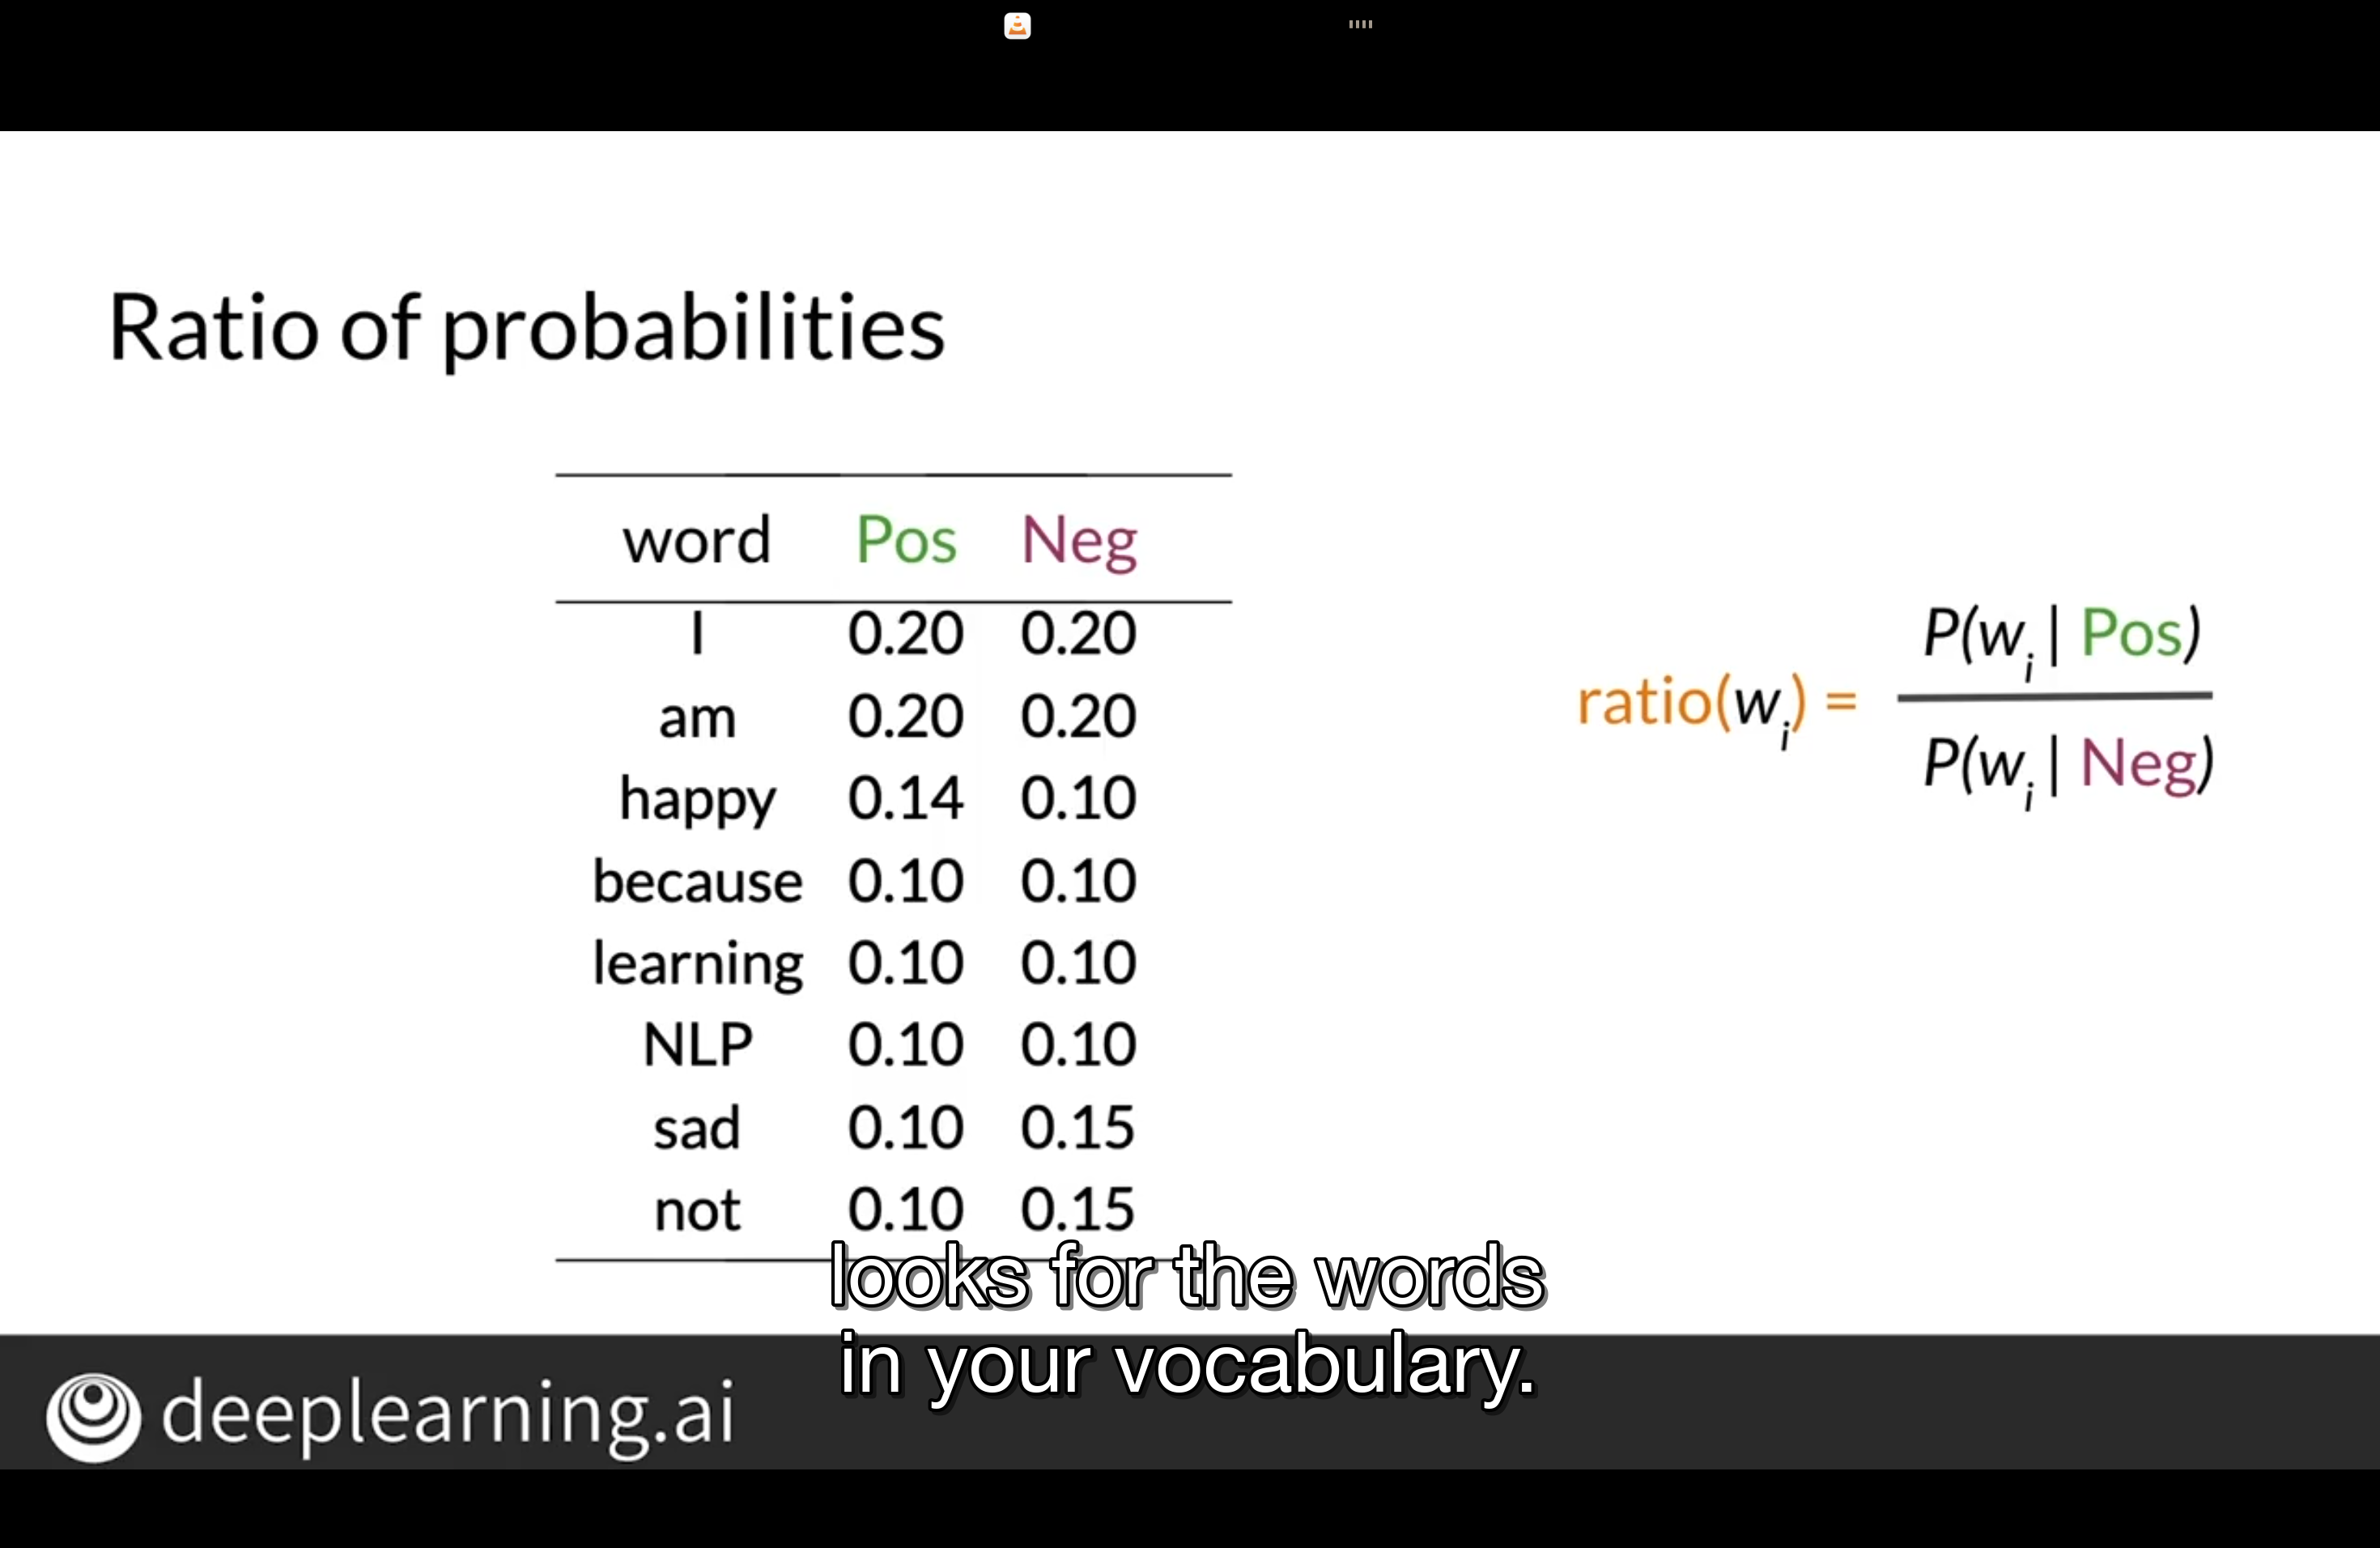 Ratio of probabilities
word Pos Neg
I 0.20 0.20
am 0.20 0.20
happy 0.14 0.10
because 0.10 0.10
learning 0.10 0.10
NLP 0.10 0.10
sad 0.10 0.15
not 0.10 0.15
ratio(wᵢ) =
P(wᵢ | Pos)
P(wᵢ | Neg)
looks for the words
in your vocabulary.
deeplearning.ai